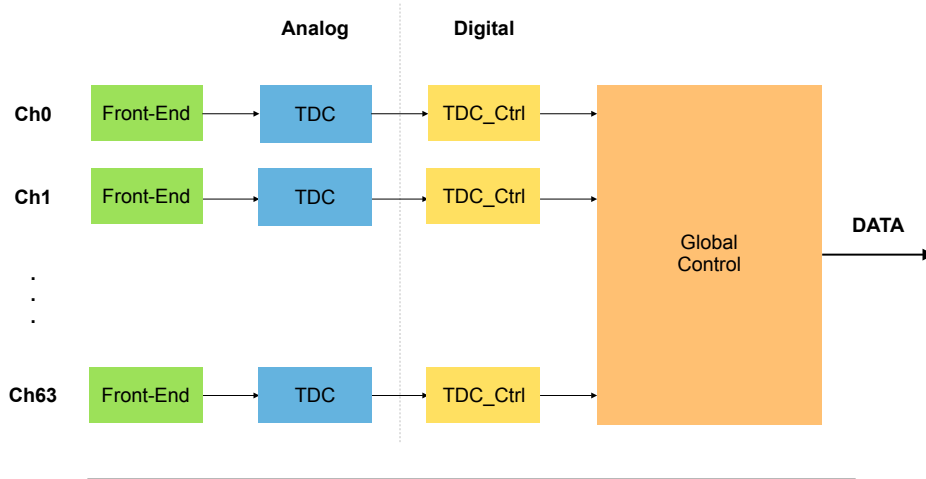 Analog
Digital
Ch0
Front-End
TDC
TDC_Ctrl
Ch1
Front-End
TDC
TDC_Ctrl
Global
Control
DATA
.
.
.
Ch63
Front-End
TDC
TDC_Ctrl